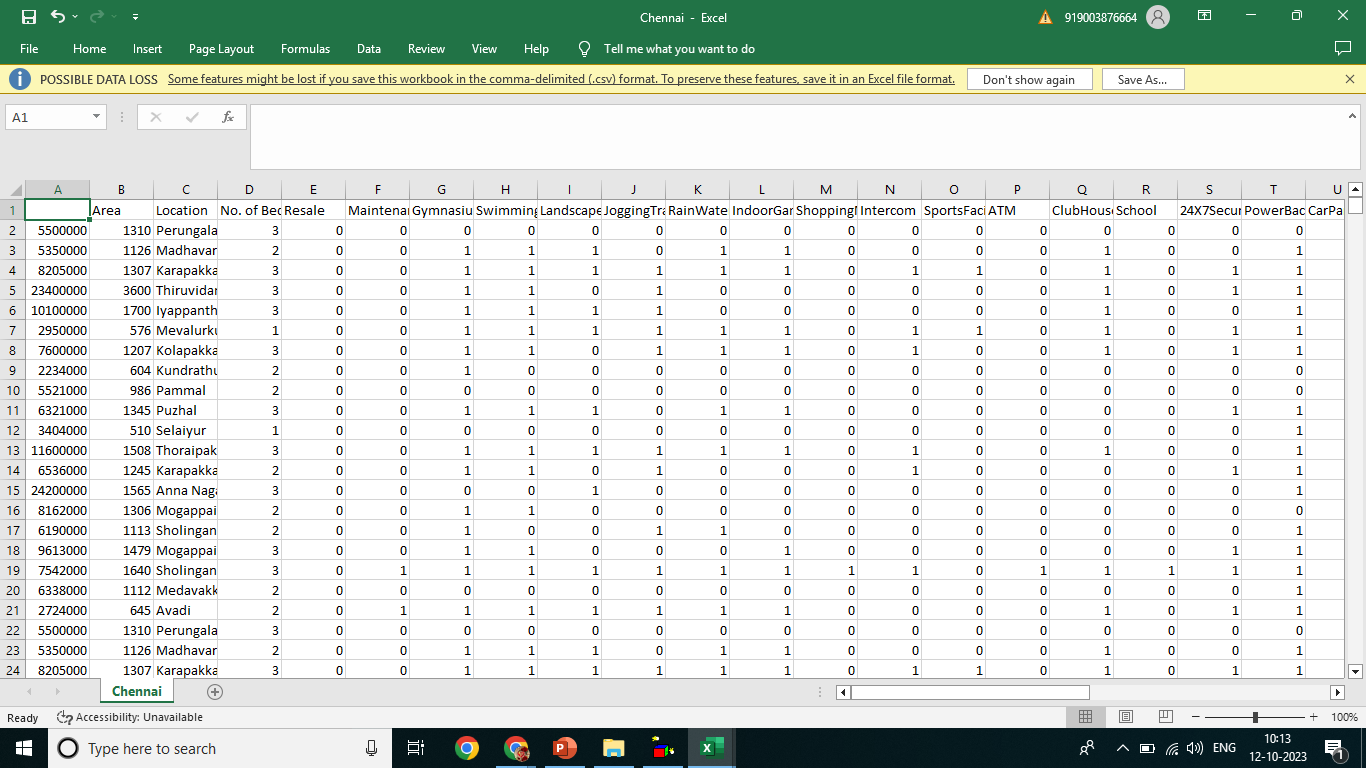 Chennai - Excel
919003876664
File Home Insert Page Layout Formulas Data Review View Help Tell me what you want to do
POSSIBLE DATA LOSS Some features might be lost if you save this workbook in the comma-delimited (.csv) format. To preserve these features, save it in an Excel file format. Don't show again Save As...
A1 fx
A B C D E F G H I J K L M N O P Q R S T U
1 Area Location No. of Bec Resale Maintenar Gymnasiu Swimming Landscape JoggingTra RainWate IndoorGar Shopping Intercom SportsFaci ATM ClubHous School 24X7Secur PowerBac CarPa
2 5500000 1310 Perungala 3 0 0 0 0 0 0 0 0 0 0 0 0 0 0 0 0
3 5350000 1126 Madhavar 2 0 0 1 1 1 0 1 1 0 0 0 0 1 0 0 1
4 8205000 1307 Karapakka 3 0 0 1 1 1 1 1 1 0 1 1 0 1 0 1 1
5 23400000 3600 Thiruvidar 3 0 0 1 1 0 1 0 0 0 0 0 0 1 0 1 1
6 10100000 1700 Iyappanth 3 0 0 1 1 1 1 0 0 0 0 0 0 1 0 0 1
7 2950000 576 Mevalurku 1 0 0 1 1 1 1 1 1 0 1 1 0 1 0 1 1
8 7600000 1207 Kolapakka 3 0 0 1 1 0 1 1 1 0 1 0 0 1 0 1 1
9 2234000 604 Kundrathu 2 0 0 1 0 0 0 0 0 0 0 0 0 0 0 0 0
10 5521000 986 Pammal 2 0 0 0 0 0 0 0 0 0 0 0 0 0 0 0 0
11 6321000 1345 Puzhal 3 0 0 1 1 1 0 1 1 0 0 0 0 0 0 1 1
12 3404000 510 Selaiyur 1 0 0 0 0 0 0 0 0 0 0 0 0 0 0 0 1
13 11600000 1508 Thoraipak 3 0 0 1 1 1 1 1 1 0 1 0 0 1 0 0 1
14 6536000 1245 Karapakka 2 0 0 1 1 0 1 0 0 0 1 0 0 0 0 1 1
15 24200000 1565 Anna Naga 3 0 0 0 0 1 0 0 0 0 0 0 0 0 0 0 1
16 8162000 1306 Mogappai 2 0 0 1 1 0 0 0 0 0 0 0 0 0 0 0 0
17 6190000 1113 Sholingan 2 0 0 1 0 0 1 1 0 0 0 0 0 0 0 0 1
18 9613000 1479 Mogappai 3 0 0 1 1 0 0 0 1 0 0 0 0 0 0 1 1
19 7542000 1640 Sholingan 3 0 1 1 1 1 1 1 1 1 1 0 1 1 1 1 1
20 6338000 1112 Medavakk 2 0 0 0 0 0 0 0 0 0 0 0 0 0 0 0 1
21 2724000 645 Avadi 2 0 1 1 1 1 1 1 1 0 0 0 0 1 0 1 1
22 5500000 1310 Perungala 3 0 0 0 0 0 0 0 0 0 0 0 0 0 0 0 0
23 5350000 1126 Madhavar 2 0 0 1 1 1 0 1 1 0 0 0 0 1 0 0 1
24 8205000 1307 Karapakka 3 0 0 1 1 1 1 1 1 0 1 1 0 1 0 1 1
Chennai
Ready Accessibility: Unavailable 100%
Type here to search ENG 10:13
12-10-2023 1